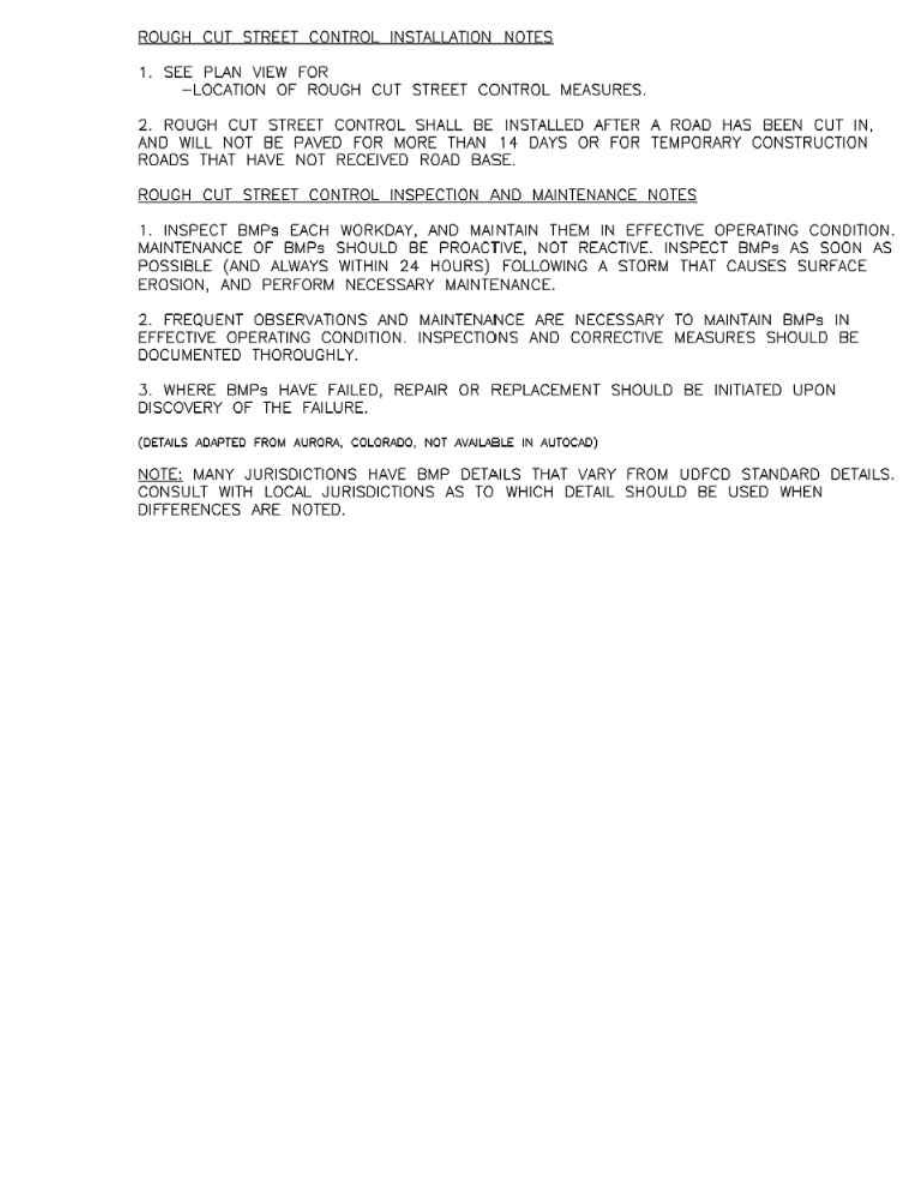 ROUGH CUT STREET CONTROL INSTALLATION NOTES
1. SEE PLAN VIEW FOR
-LOCATION OF ROUGH CUT STREET CONTROL MEASURES.
2. ROUGH CUT STREET CONTROL SHALL BE INSTALLED AFTER A ROAD HAS BEEN CUT IN,
AND WILL NOT BE PAVED FOR MORE THAN 14 DAYS OR FOR TEMPORARY CONSTRUCTION
ROADS THAT HAVE NOT RECEIVED ROAD BASE.
ROUGH CUT STREET CONTROL INSPECTION AND MAINTENANCE NOTES
1. INSPECT BMPs EACH WORKDAY, AND MAINTAIN THEM IN EFFECTIVE OPERATING CONDITION.
MAINTENANCE OF BMPs SHOULD BE PROACTIVE, NOT REACTIVE. INSPECT BMPs AS SOON AS
POSSIBLE (AND ALWAYS WITHIN 24 HOURS) FOLLOWING A STORM THAT CAUSES SURFACE
EROSION, AND PERFORM NECESSARY MAINTENANCE.
2. FREQUENT OBSERVATIONS AND MAINTENANCE ARE NECESSARY TO MAINTAIN BMPs IN
EFFECTIVE OPERATING CONDITION. INSPECTIONS AND CORRECTIVE MEASURES SHOULD BE
DOCUMENTED THOROUGHLY.
3. WHERE BMPs HAVE FAILED, REPAIR OR REPLACEMENT SHOULD BE INITIATED UPON
DISCOVERY OF THE FAILURE.
(DETAILS ADAPTED FROM AURORA, COLORADO, NOT AVAILABLE IN AUTOCAD)
NOTE: MANY JURISDICTIONS HAVE BMP DETAILS THAT VARY FROM UDFCD STANDARD DETAILS.
CONSULT WITH LOCAL JURISDICTIONS AS TO WHICH DETAIL SHOULD BE USED WHEN
DIFFERENCES ARE NOTED.